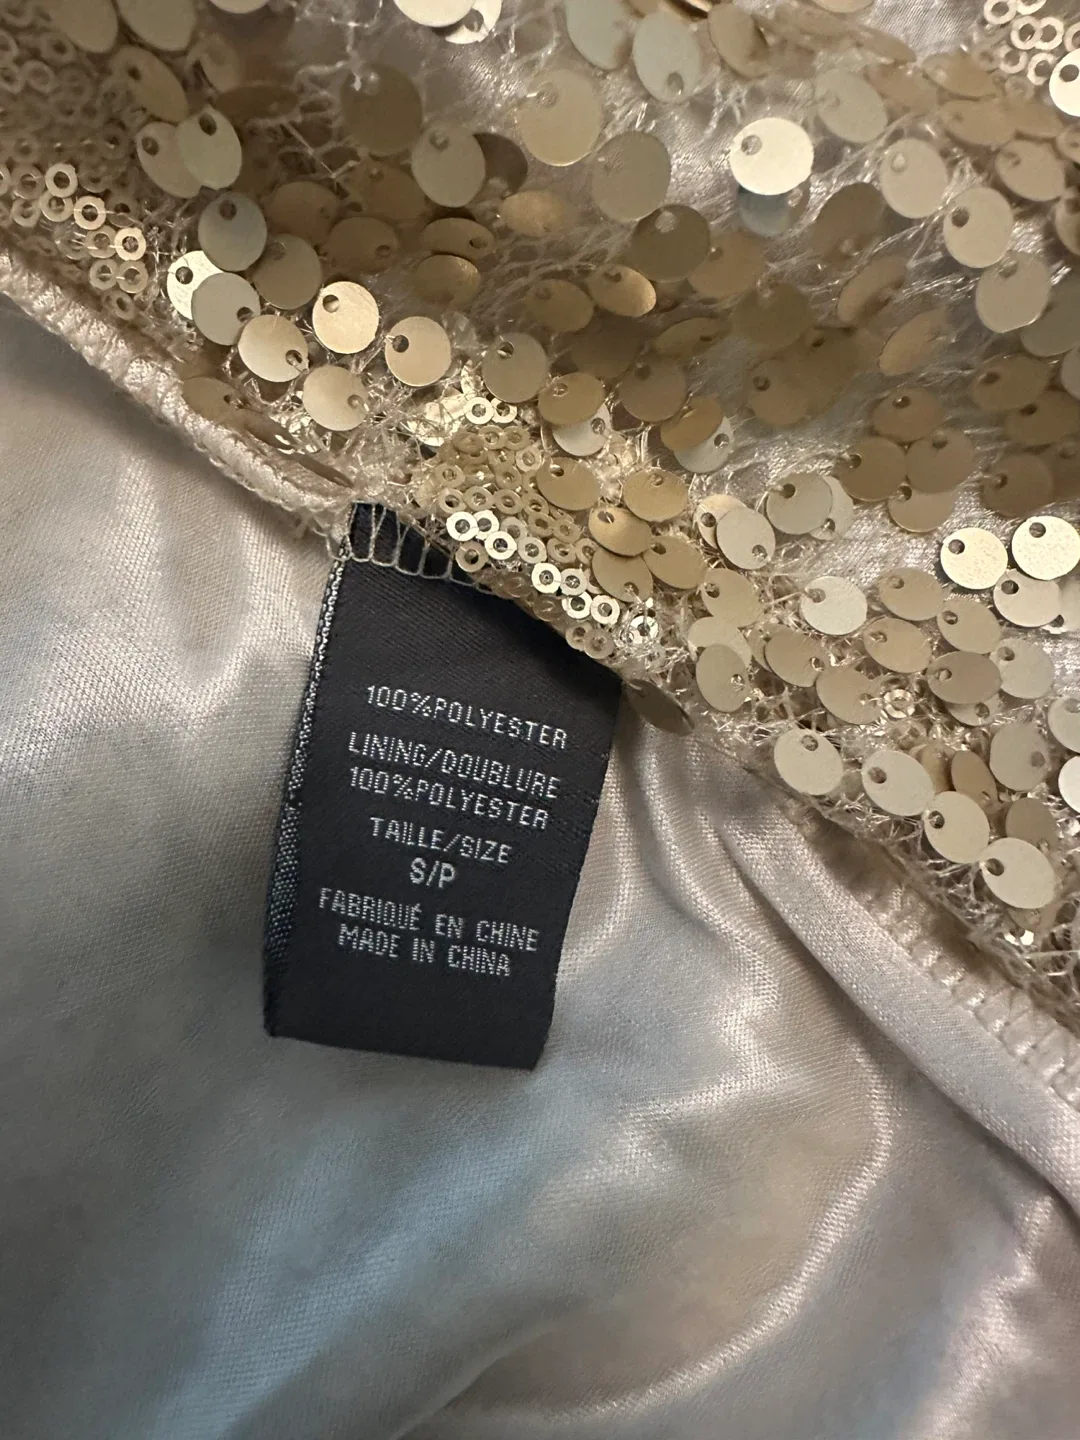 100%POLYESTER
LINING/DOUBLURE
100%POLYESTER
TAILLE/SIZE
S/P
FABRIQUÉ EN CHINE
MADE IN CHINA